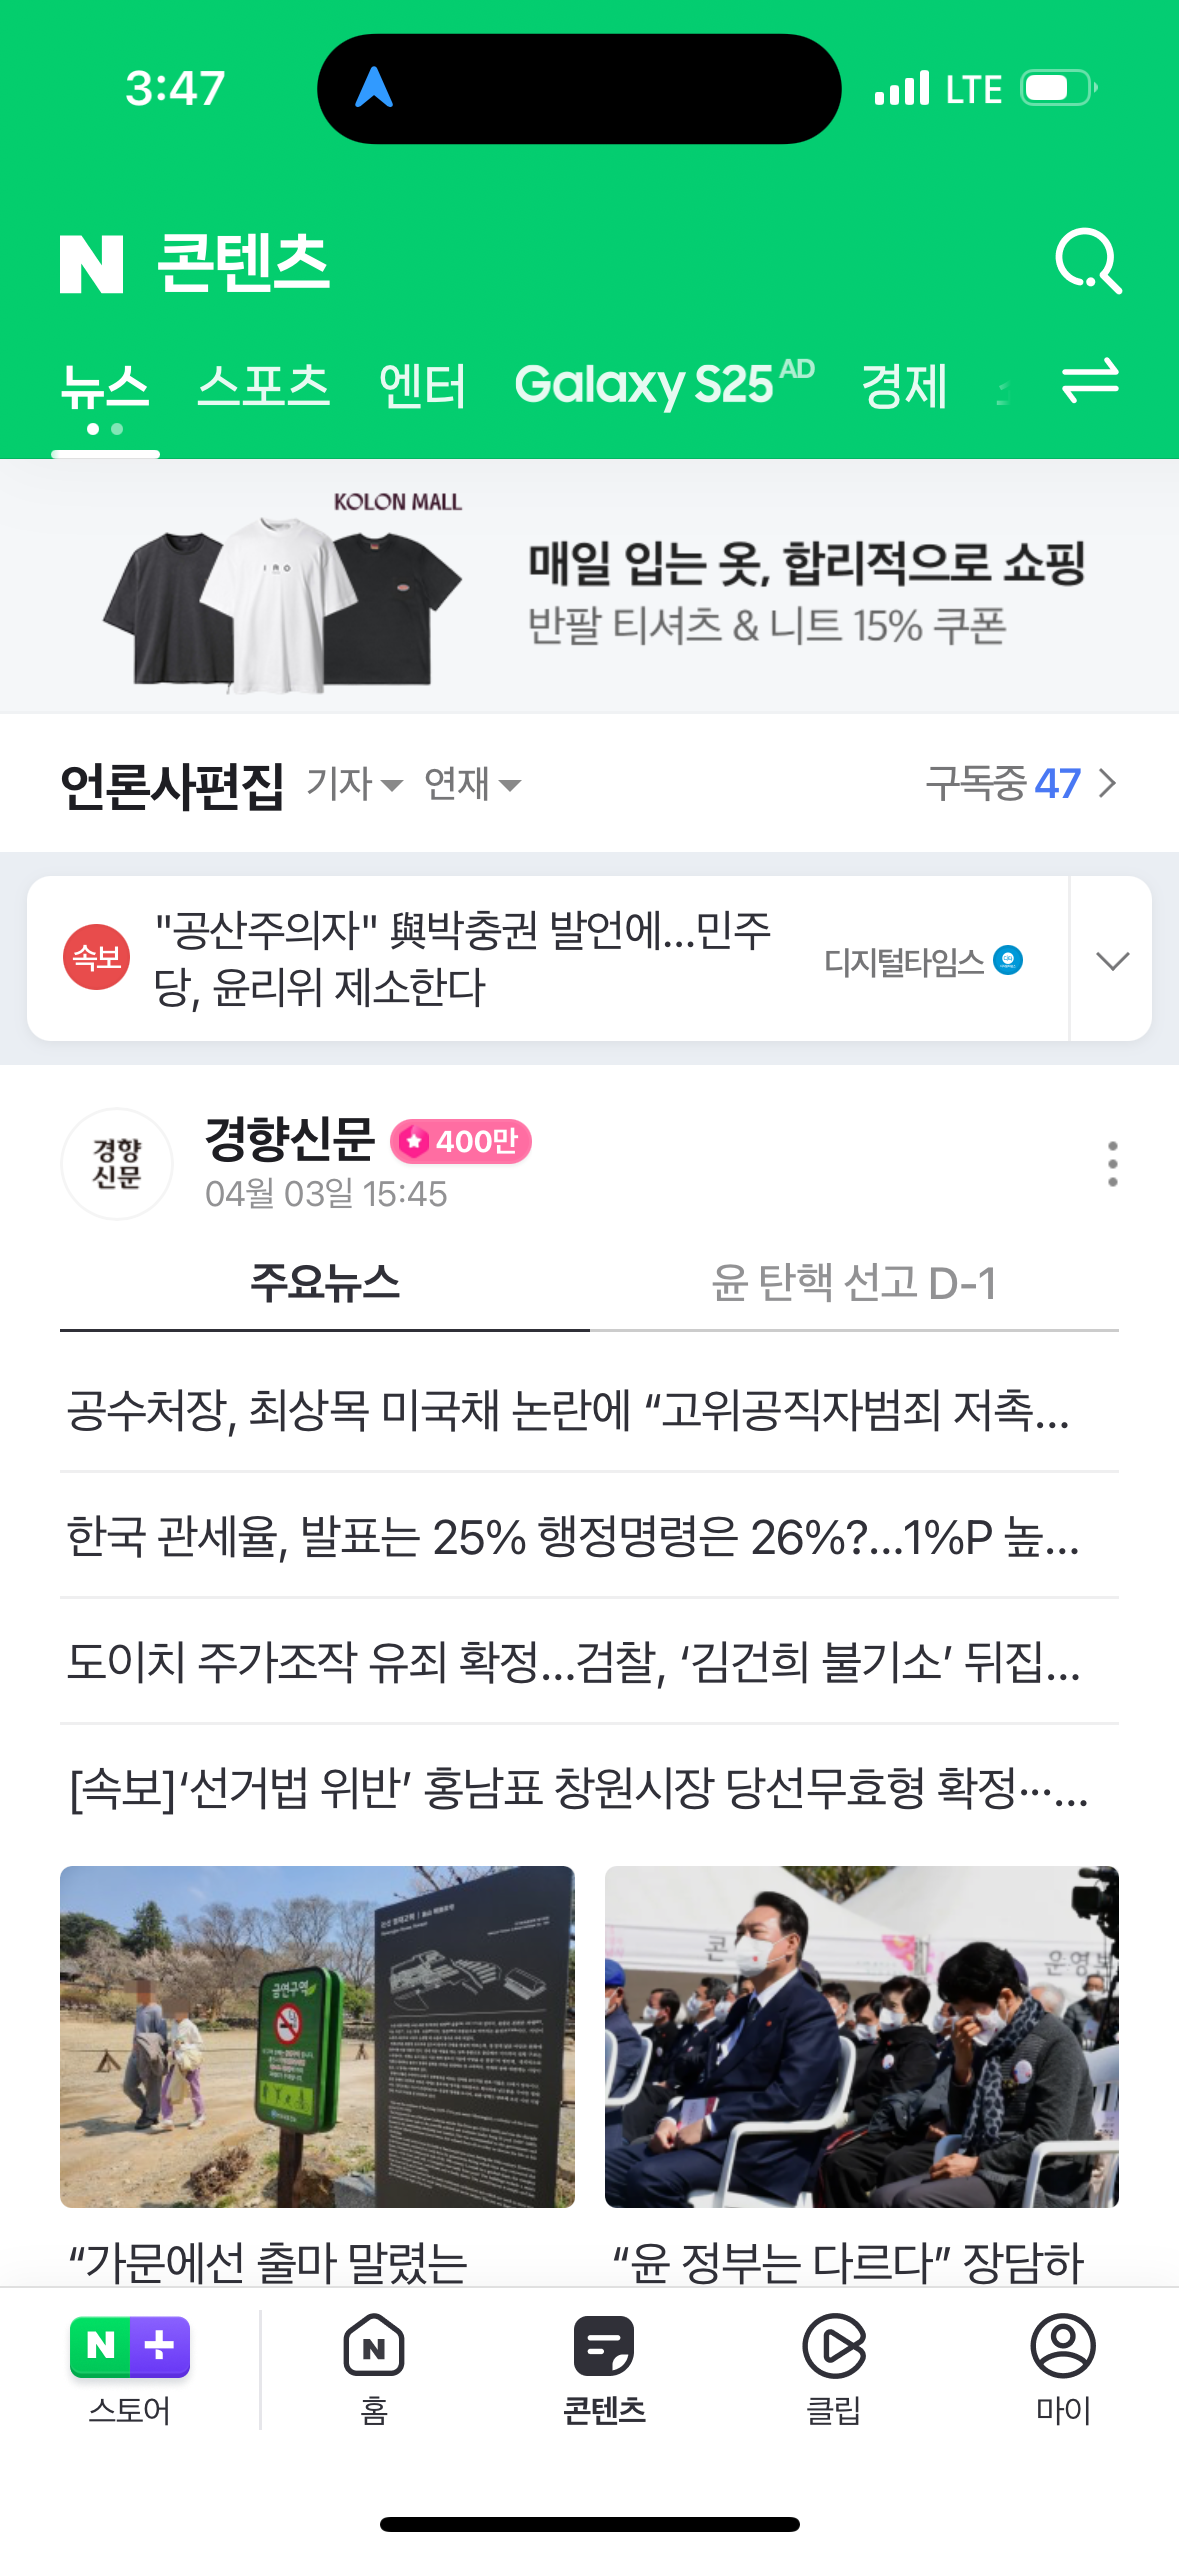 3:47
LTE
N 콘텐츠
뉴스 스포츠 엔터 Galaxy S25 AD 경제
KOLON MALL
매일 입는 옷, 합리적으로 쇼핑
반팔 티셔츠 & 니트 15% 쿠폰
언론사편집 기자 연재 구독중 47
속보
"공산주의자" 與박충권 발언에...민주
당, 윤리위 제소한다
디지털타임스
경향
신문
경향신문 400만
04월 03일 15:45
주요뉴스 윤 탄핵 선고 D-1
공수처장, 최상목 미국채 논란에 “고위공직자범죄 저촉...
한국 관세율, 발표는 25% 행정명령은 26%?...1%P 높...
도이치 주가조작 유죄 확정...검찰, ‘김건희 불기소’ 뒤집...
[속보]‘선거법 위반’ 홍남표 창원시장 당선무효형 확정···...
금연구역
“가문에선 출마 말렸는
“윤 정부는 다르다” 장담하
N+
스토어 홈 콘텐츠 클립 마이